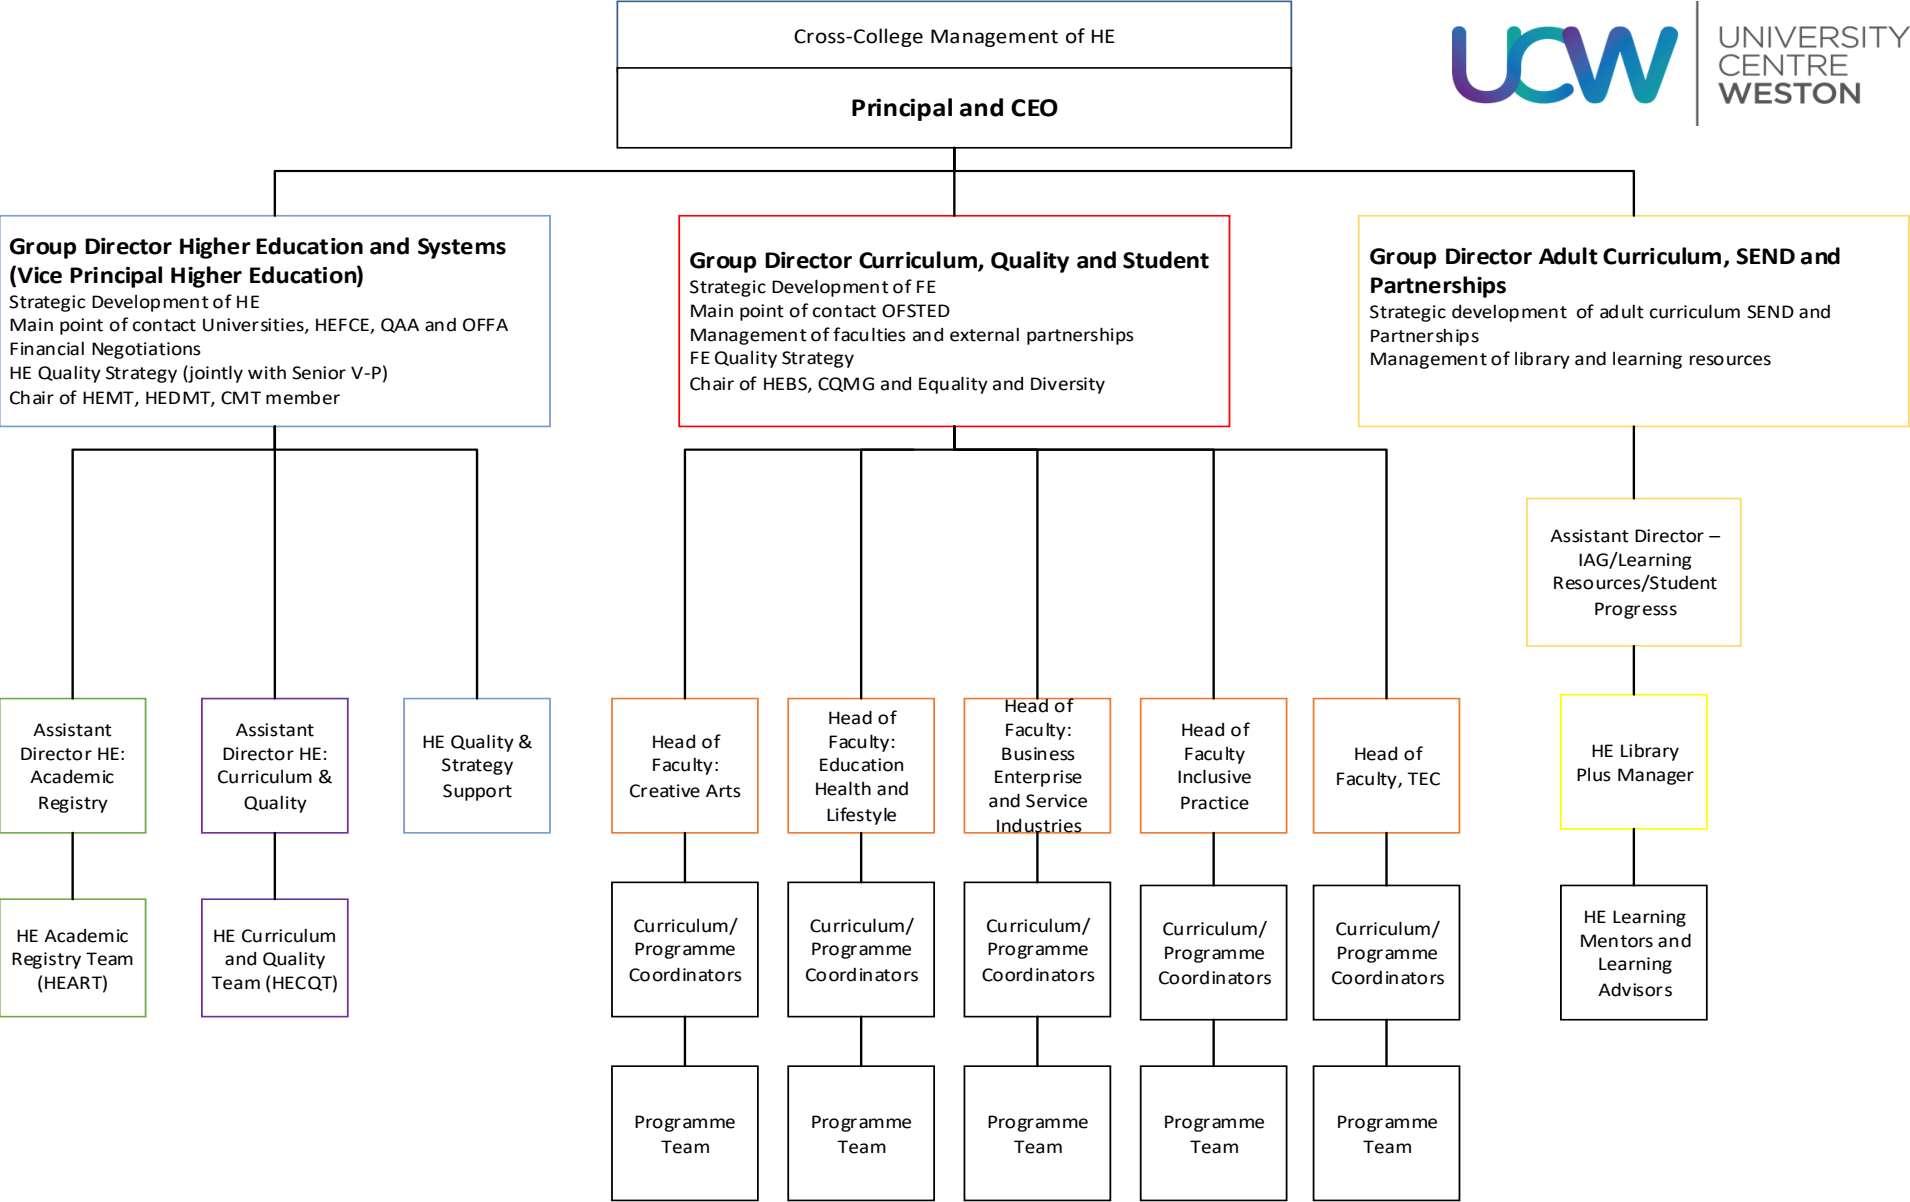 Cross-College Management of HE
Principal and CEO
UCW
UNIVERSITY
CENTRE
WESTON
Group Director Higher Education and Systems
(Vice Principal Higher Education)
Strategic Development of HE
Main point of contact Universities, HEFCE, QAA and OFFA
Financial Negotiations
HE Quality Strategy (jointly with Senior V-P)
Chair of HEMT, HEDMT, CMT member
Group Director Curriculum, Quality and Student
Strategic Development of FE
Main point of contact OFSTED
Management of faculties and external partnerships
FE Quality Strategy
Chair of HEBS, CQMG and Equality and Diversity
Group Director Adult Curriculum, SEND and
Partnerships
Strategic development of adult curriculum SEND and
Partnerships
Management of library and learning resources
Assistant Director –
IAG/Learning
Resources/Student
Progresss
Assistant
Director HE:
Academic
Registry
Assistant
Director HE:
Curriculum &
Quality
HE Quality &
Strategy
Support
Head of
Faculty:
Creative Arts
Head of
Faculty:
Education
Health and
Lifestyle
Head of
Faculty:
Business
Enterprise
and Service
Industries
Head of
Faculty
Inclusive
Practice
Head of
Faculty, TEC
HE Library
Plus Manager
HE Academic
Registry Team
(HEART)
HE Curriculum
and Quality
Team (HECQT)
Curriculum/
Programme
Coordinators
Curriculum/
Programme
Coordinators
Curriculum/
Programme
Coordinators
Curriculum/
Programme
Coordinators
Curriculum/
Programme
Coordinators
HE Learning
Mentors and
Learning
Advisors
Programme
Team
Programme
Team
Programme
Team
Programme
Team
Programme
Team